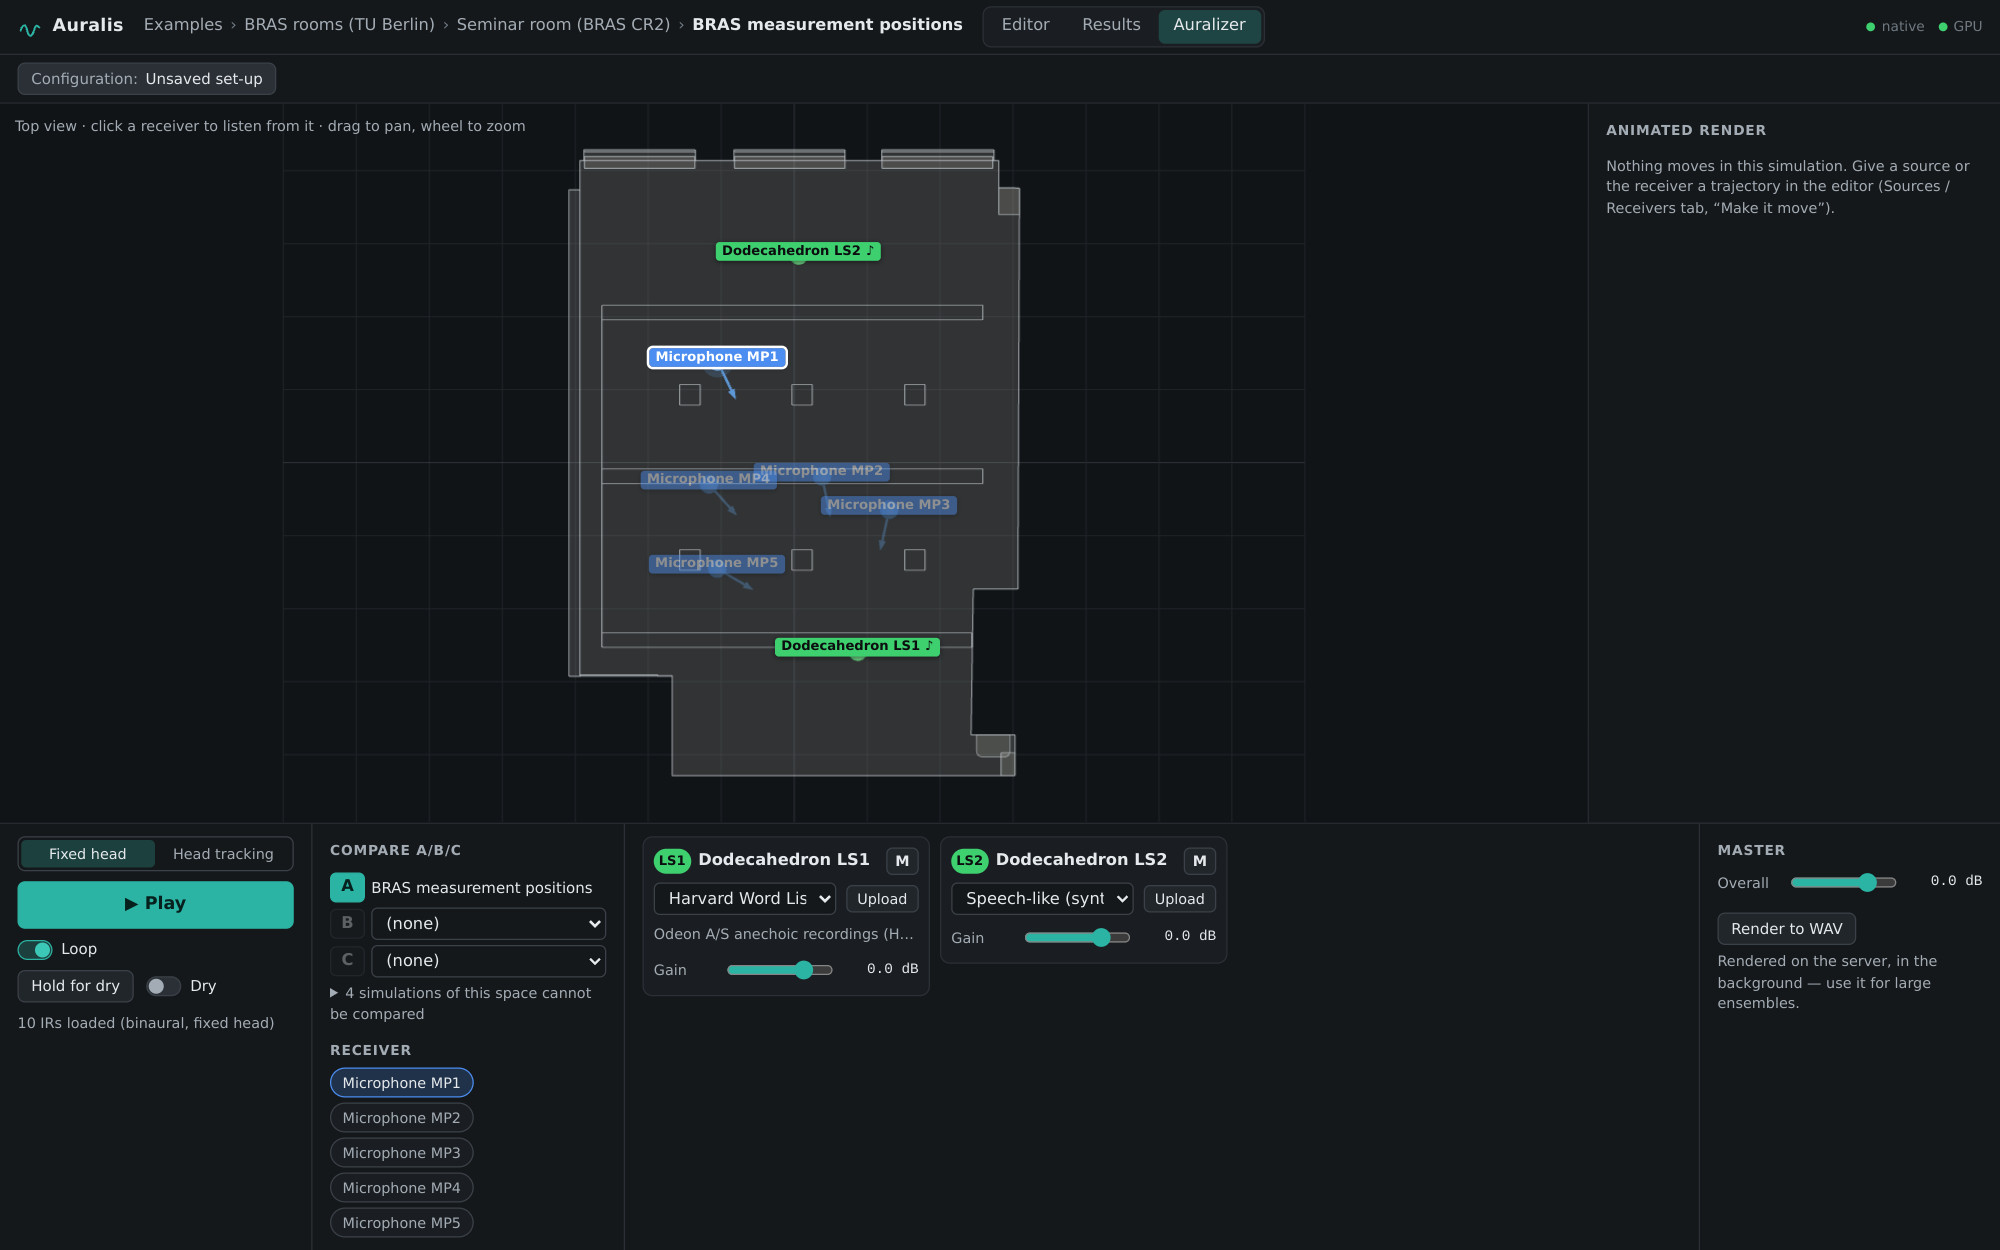 Auralis
Examples › BRAS rooms (TU Berlin) › Seminar room (BRAS CR2) › BRAS measurement positions
Editor
Results
Auralizer
native
GPU
Configuration: Unsaved set-up
Top view · click a receiver to listen from it · drag to pan, wheel to zoom
Dodecahedron LS2 ♪
Microphone MP1
Microphone MP2
Microphone MP4
Microphone MP3
Microphone MP5
Dodecahedron LS1 ♪
ANIMATED RENDER
Nothing moves in this simulation. Give a source or
the receiver a trajectory in the editor (Sources /
Receivers tab, “Make it move”).
Fixed head
Head tracking
▶ Play
Loop
Hold for dry
Dry
10 IRs loaded (binaural, fixed head)
COMPARE A/B/C
A BRAS measurement positions
B (none)
C (none)
▶ 4 simulations of this space cannot
be compared
RECEIVER
Microphone MP1
Microphone MP2
Microphone MP3
Microphone MP4
Microphone MP5
LS1 Dodecahedron LS1 M
Harvard Word Lis
Upload
Odeon A/S anechoic recordings (H…
Gain 0.0 dB
LS2 Dodecahedron LS2 M
Speech-like (synt
Upload
Gain 0.0 dB
MASTER
Overall 0.0 dB
Render to WAV
Rendered on the server, in the
background — use it for large
ensembles.